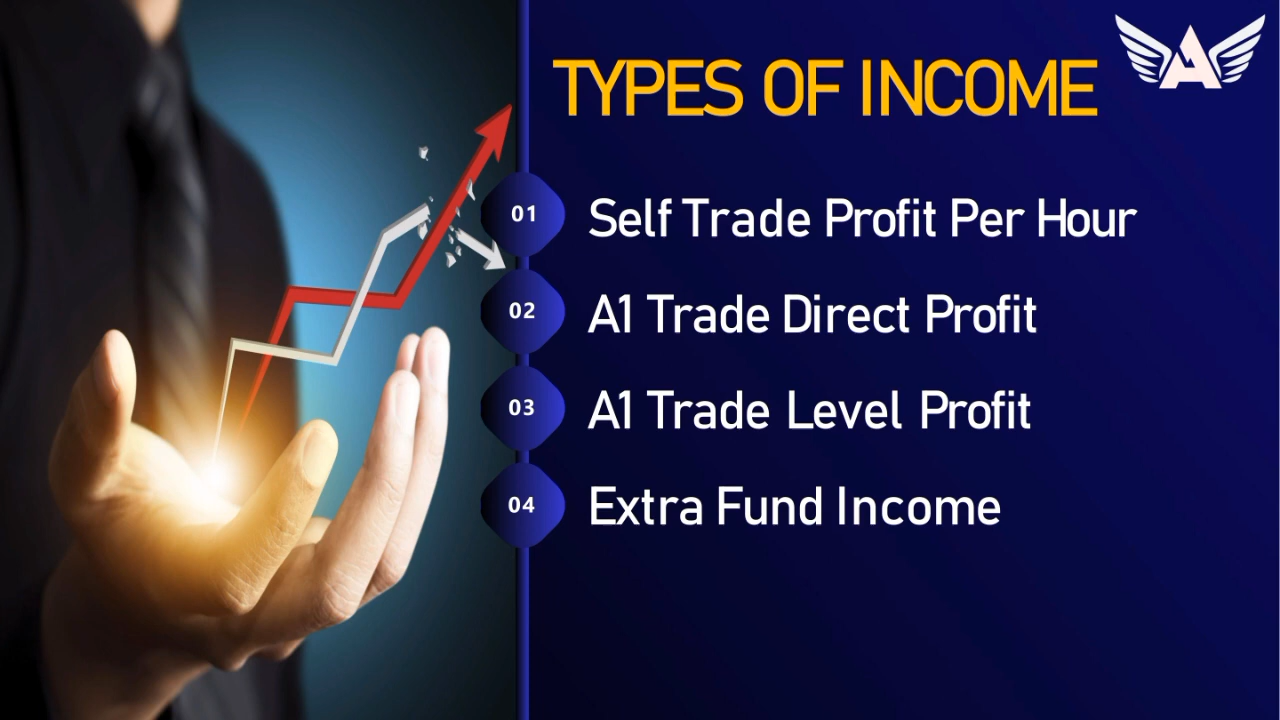 TYPES OF INCOME
01 Self Trade Profit Per Hour
02 A1 Trade Direct Profit
03 A1 Trade Level Profit
04 Extra Fund Income